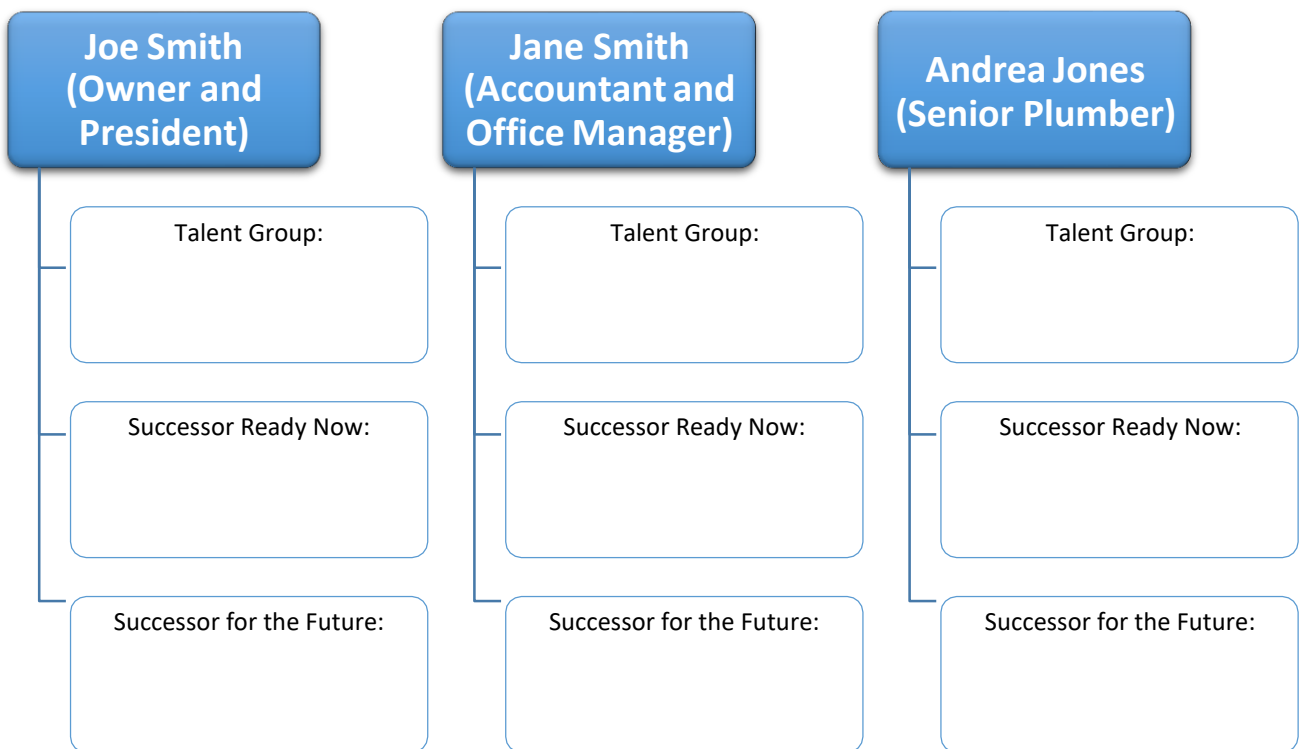 Joe Smith
(Owner and
President)
Talent Group:
Successor Ready Now:
Successor for the Future:
Jane Smith
(Accountant and
Office Manager)
Talent Group:
Successor Ready Now:
Successor for the Future:
Andrea Jones
(Senior Plumber)
Talent Group:
Successor Ready Now:
Successor for the Future: